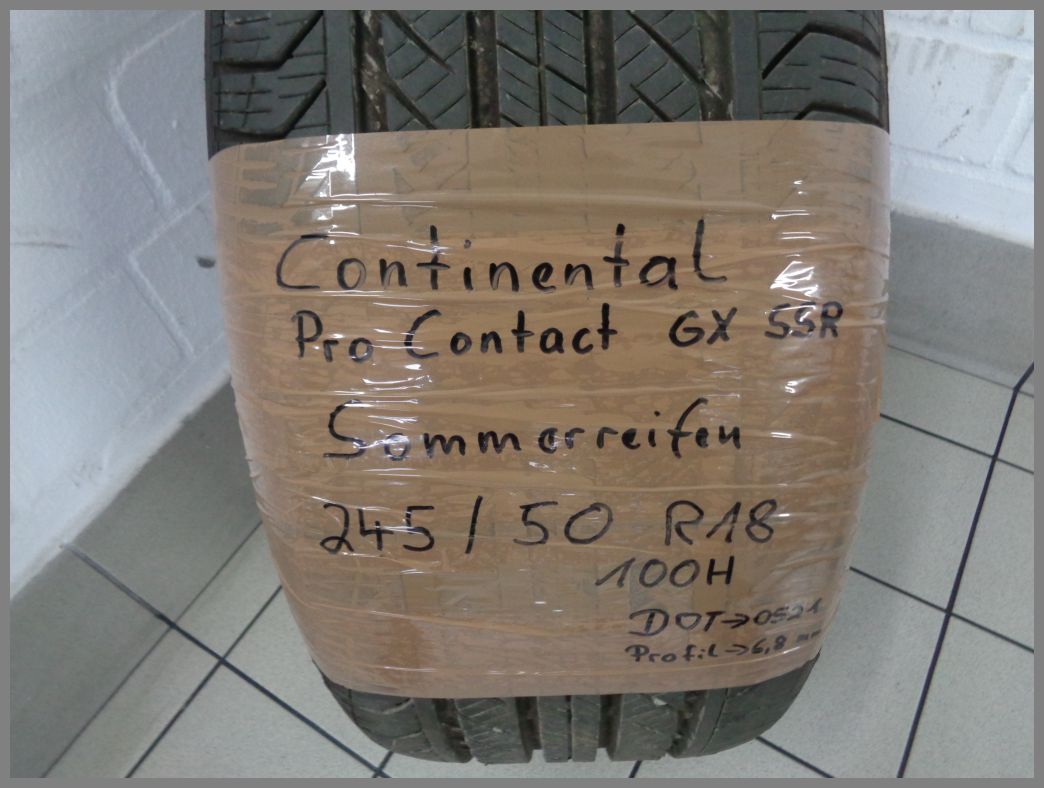 Continental
Pro Contact GX SSR
Sommerreifen
245 / 50 R18
100H
DOT→0521
Profil→6,8 mm